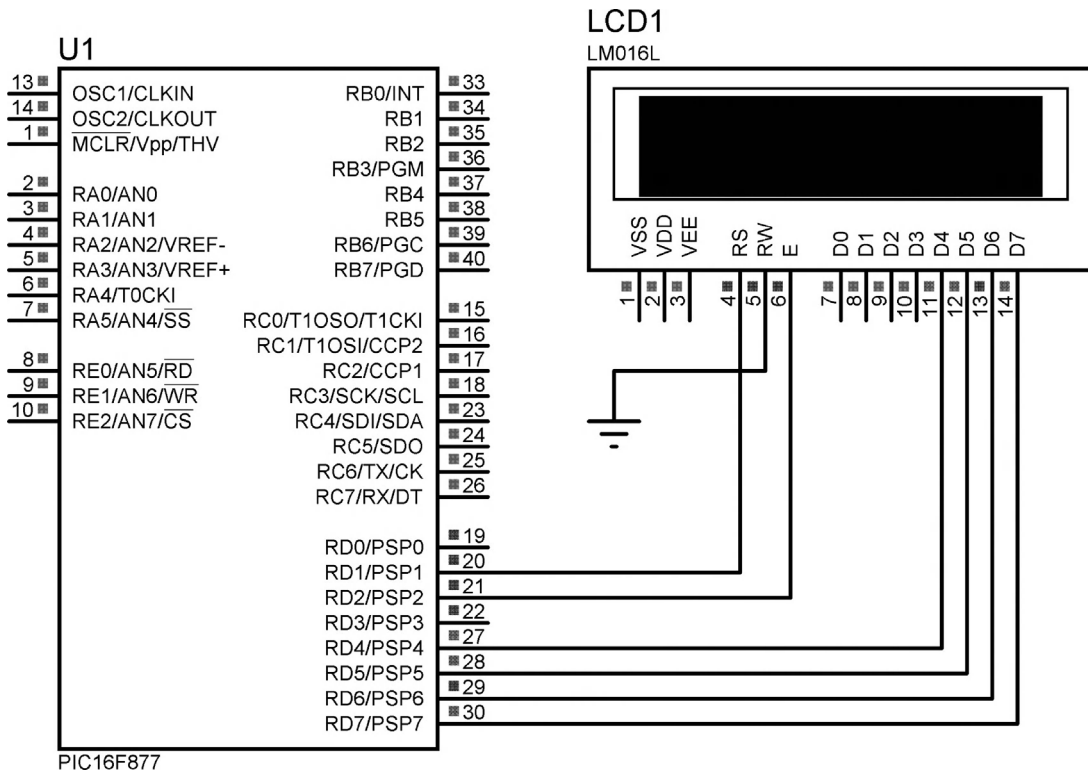 U1
13
OSC1/CLKIN
14
OSC2/CLKOUT
1
MCLR/Vpp/THV
2
RA0/AN0
3
RA1/AN1
4
RA2/AN2/VREF-
5
RA3/AN3/VREF+
6
RA4/T0CKI
7
RA5/AN4/SS
8
RE0/AN5/RD
9
RE1/AN6/WR
10
RE2/AN7/CS
RB0/INT
33
RB1
34
RB2
35
RB3/PGM
36
RB4
37
RB5
38
RB6/PGC
39
RB7/PGD
40
RC0/T1OSO/T1CKI
15
RC1/T1OSI/CCP2
16
RC2/CCP1
17
RC3/SCK/SCL
18
RC4/SDI/SDA
23
RC5/SDO
24
RC6/TX/CK
25
RC7/RX/DT
26
RD0/PSP0
19
RD1/PSP1
20
RD2/PSP2
21
RD3/PSP3
22
RD4/PSP4
27
RD5/PSP5
28
RD6/PSP6
29
RD7/PSP7
30
PIC16F877
LCD1
LM016L
VSS
VDD
VEE
RS
RW
E
D0
D1
D2
D3
D4
D5
D6
D7
1
2
3
4
5
6
7
8
9
10
11
12
13
14